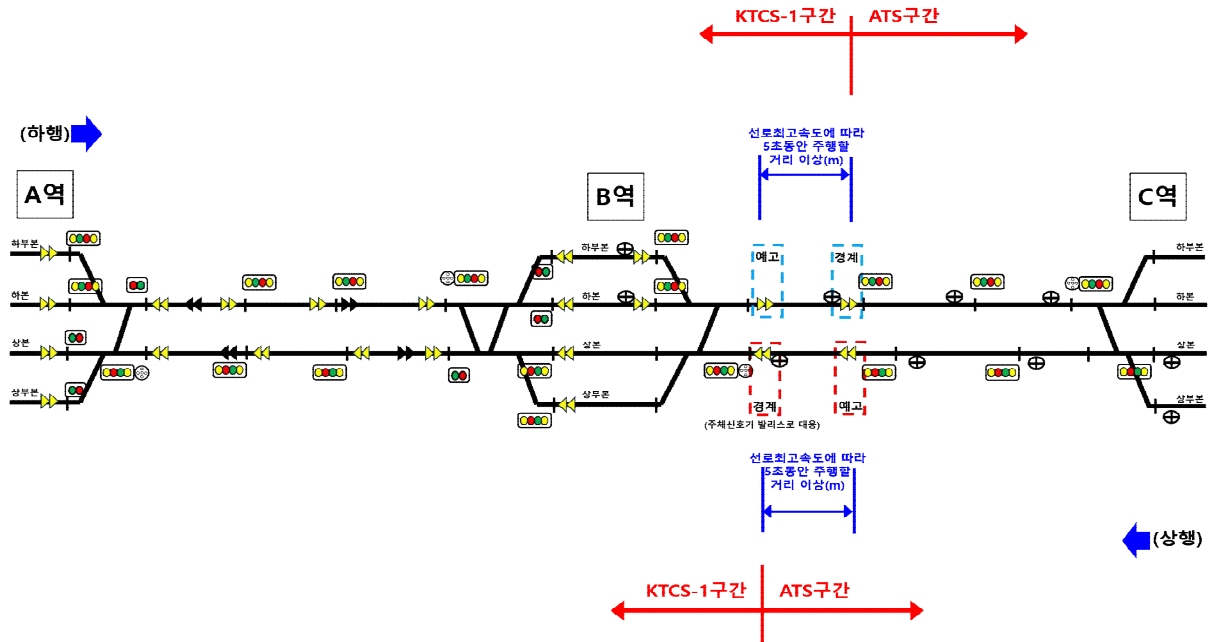 KTCS-1구간
ATS구간
(하행)
선로최고속도에 따라
5초동안 주행할
거리 이상(m)
A역
B역
C역
하부본
하부본
하부본
예고
경계
하본
하본
하본
상본
상본
상본
상부본
상부본
상부본
경계
예고
(주체신호기 발리스로 대응)
선로최고속도에 따라
5초동안 주행할
거리 이상(m)
(상행)
KTCS-1구간
ATS구간